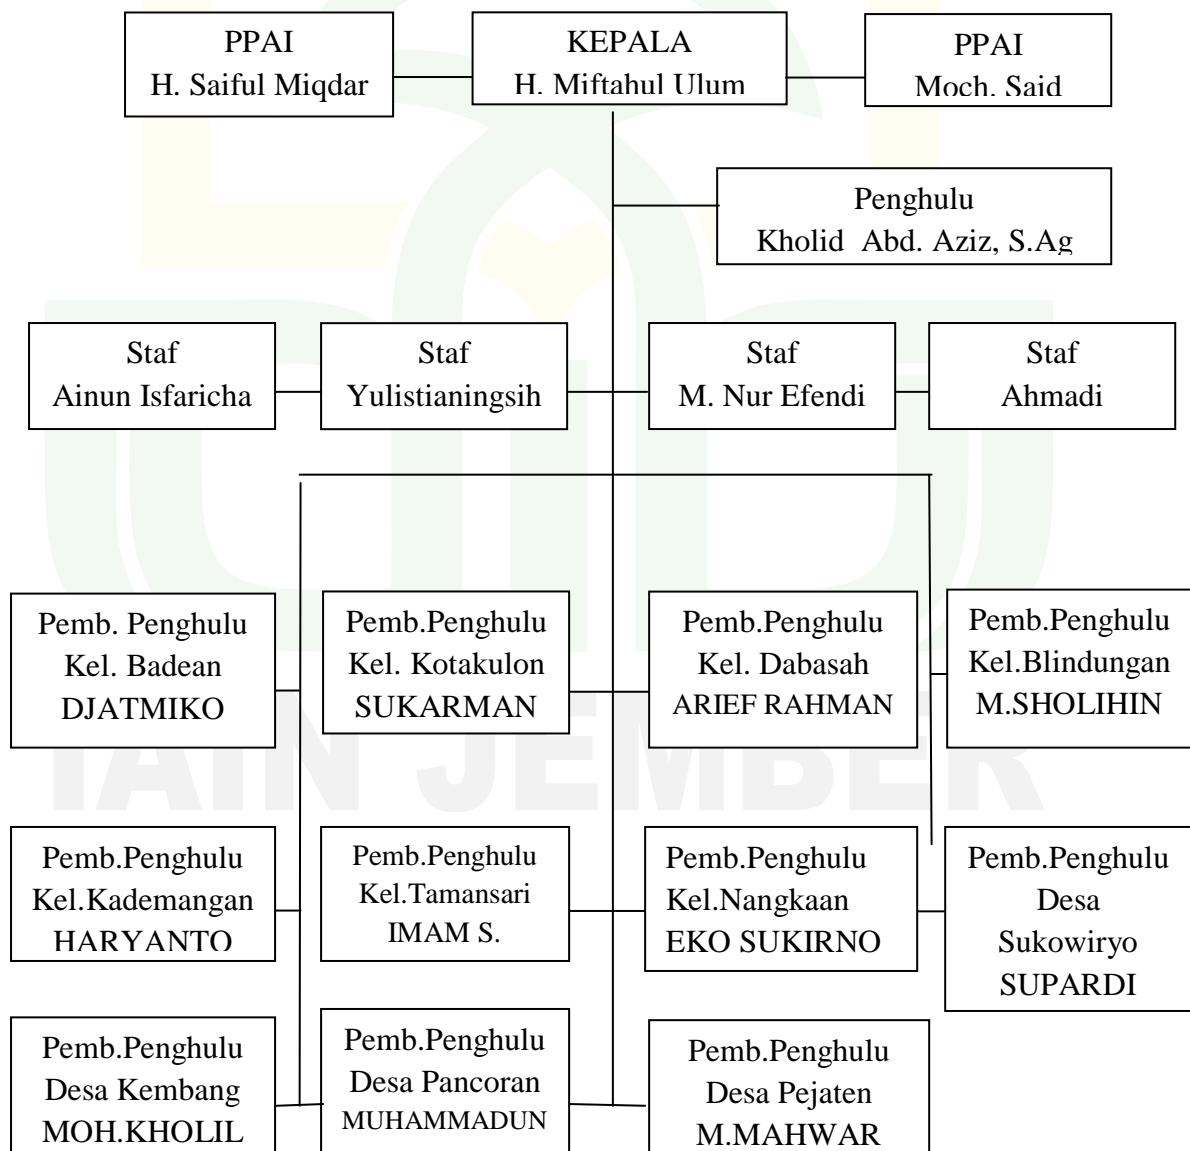 PPAI
H. Saiful Miqdar
KEPALA
H. Miftahul Ulum
PPAI
Moch. Said
Penghulu
Kholid Abd. Aziz, S.Ag
Staf
Ainun Isfaricha
Staf
Yulistianingsih
Staf
M. Nur Efendi
Staf
Ahmadi
Pemb. Penghulu
Kel. Badean
DJATMIKO
Pemb.Penghulu
Kel. Kotakulon
SUKARMAN
Pemb.Penghulu
Kel. Dabasah
ARIEF RAHMAN
Pemb.Penghulu
Kel.Blindungan
M.SHOLIHIN
IAIN JEMBER
Pemb.Penghulu
Kel.Kademangan
HARYANTO
Pemb.Penghulu
Kel.Tamansari
IMAM S.
Pemb.Penghulu
Kel.Nangkaan
EKO SUKIRNO
Pemb.Penghulu
Desa
Sukowiryo
SUPARDI
Pemb.Penghulu
Desa Kembang
MOH.KHOLIL
Pemb.Penghulu
Desa Pancoran
MUHAMMADUN
Pemb.Penghulu
Desa Pejaten
M.MAHWAR